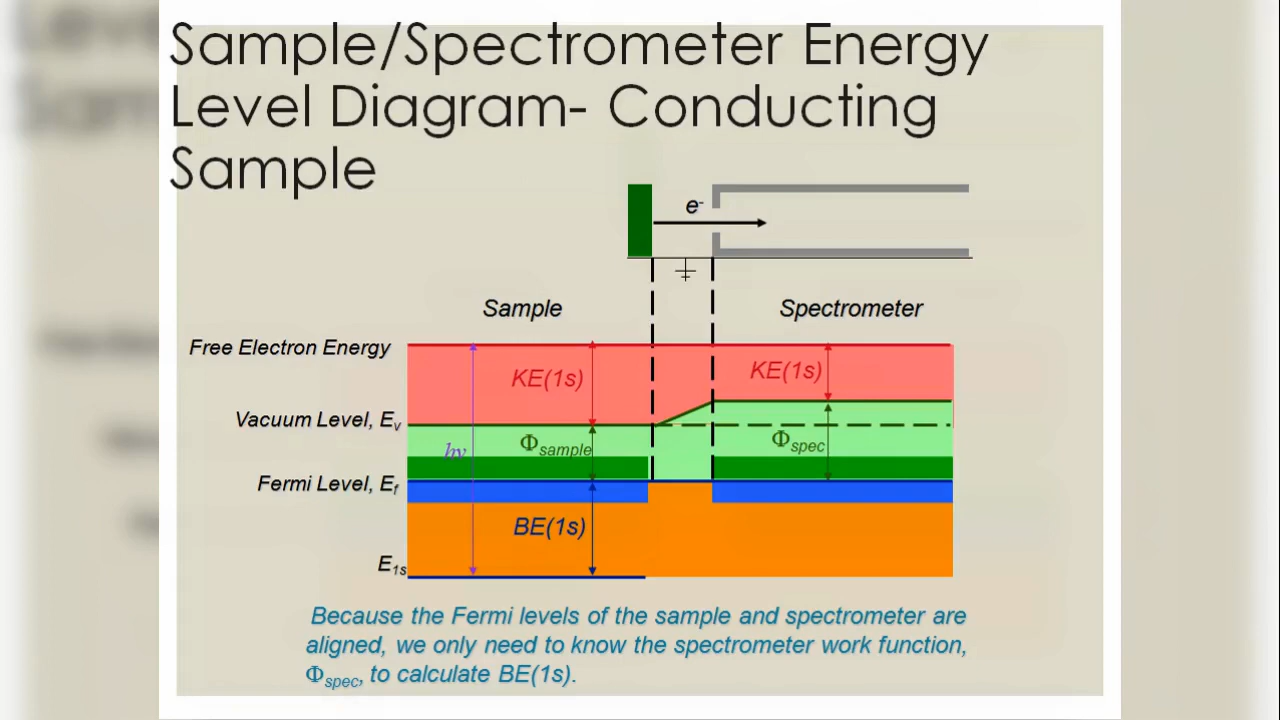 Sample/Spectrometer Energy
Level Diagram- Conducting
Sample
e-
Sample
Spectrometer
Free Electron Energy
KE(1s)
KE(1s)
Vacuum Level, Ev
hν
Φsample
Φspec
Fermi Level, Ef
BE(1s)
E1s
Because the Fermi levels of the sample and spectrometer are
aligned, we only need to know the spectrometer work function,
Φspec, to calculate BE(1s).